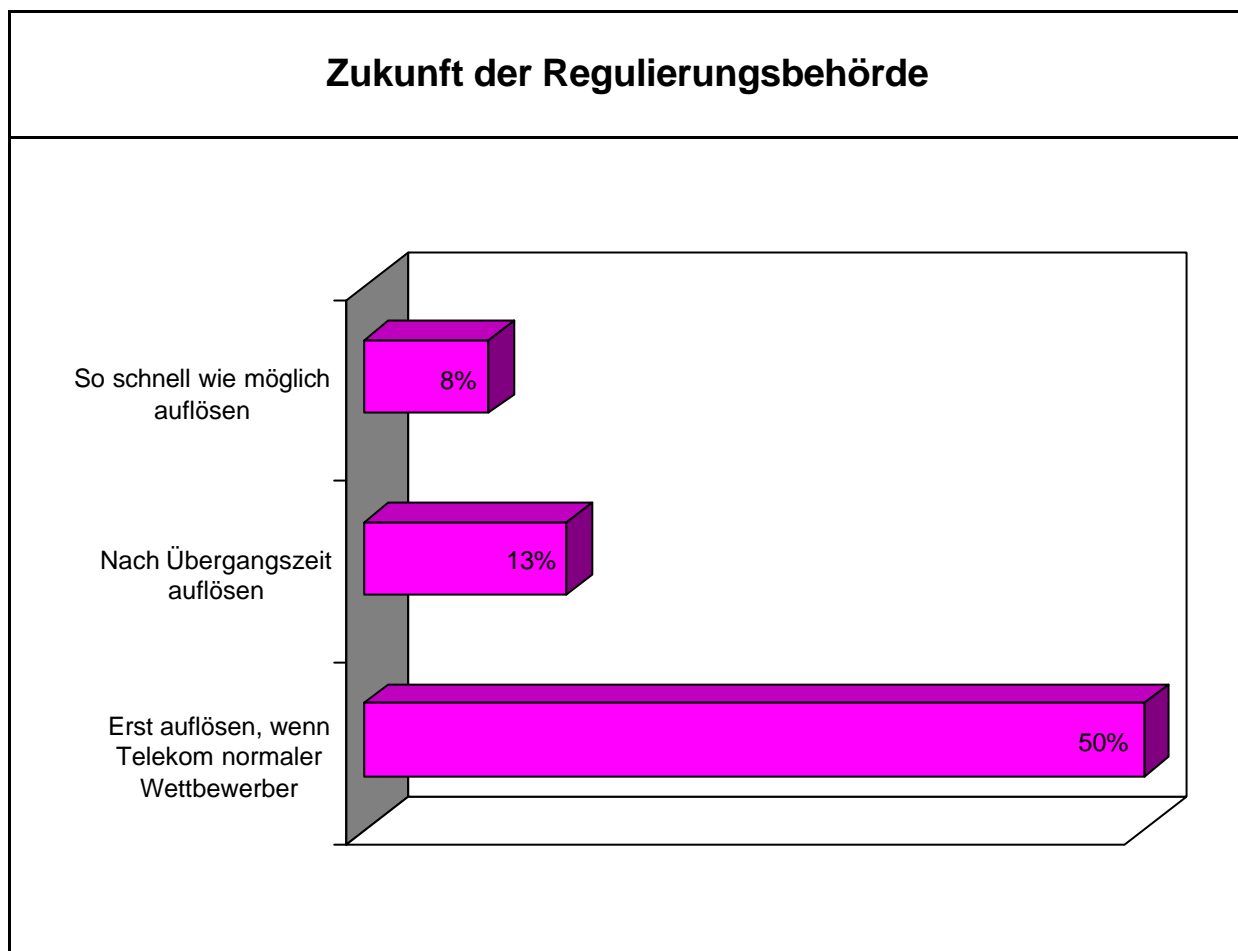 Zukunft der Regulierungsbehörde
So schnell wie möglich
auflösen
8%
Nach Übergangszeit
auflösen
13%
Erst auflösen, wenn
Telekom normaler
Wettbewerber
50%